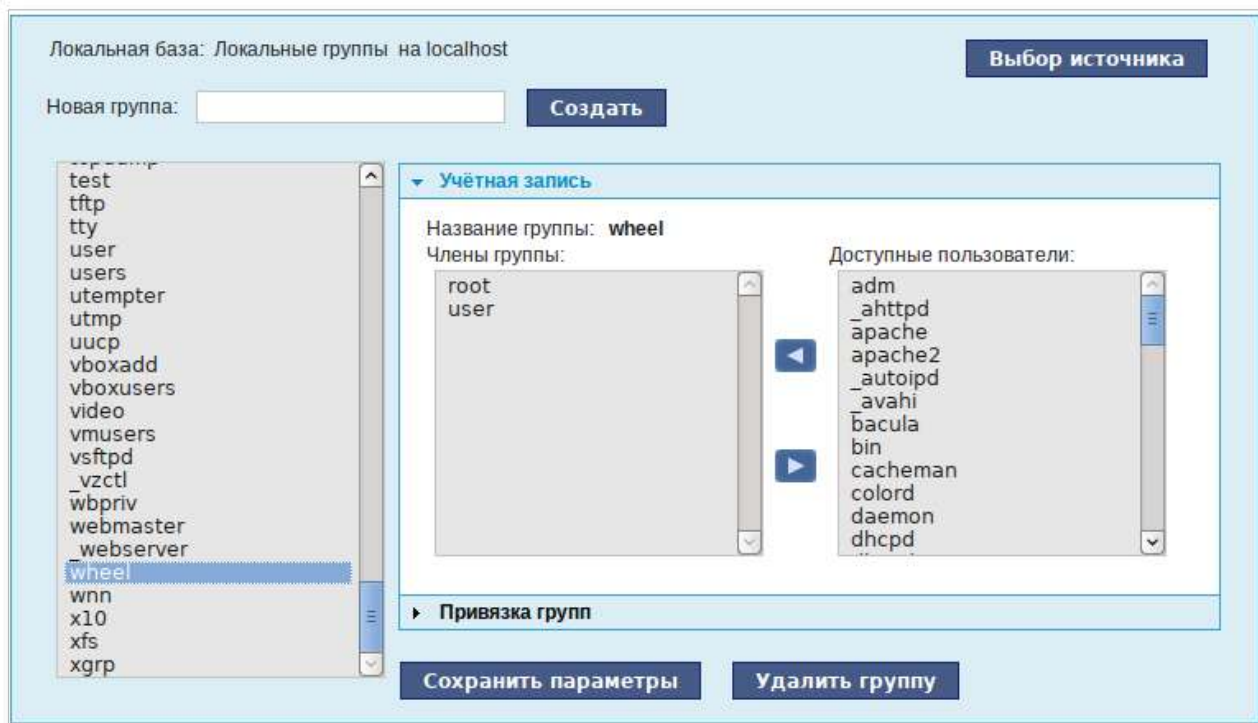 Локальная база: Локальные группы на localhost
Выбор источника
Новая группа:
Создать
test
tftp
tty
user
users
utempter
utmp
uucp
vboxadd
vboxusers
video
vmusers
vsftpd
_vzctl
wbpriv
webmaster
_webserver
wheel
wnn
x10
xfs
xgrp
Учётная запись
Название группы: wheel
Члены группы:
root
user
Доступные пользователи:
adm
_ahttpd
apache
apache2
_autoipd
_avahi
bacula
bin
cacheman
colord
daemon
dhcpd
Привязка групп
Сохранить параметры
Удалить группу